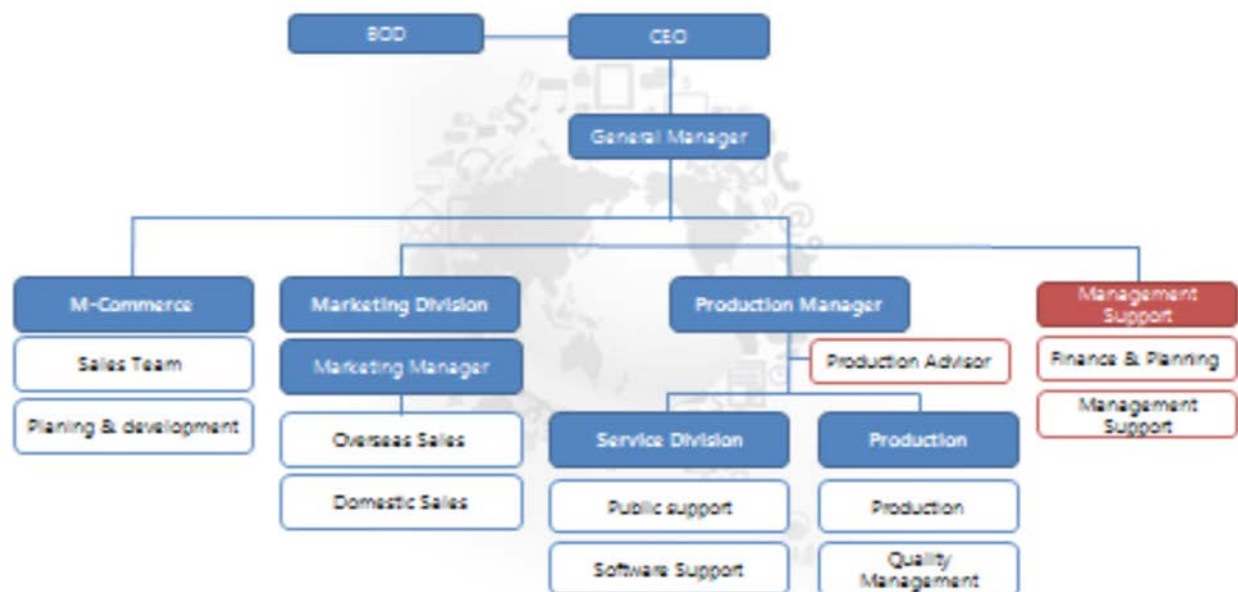 BOD
CEO
General Manager
M-Commerce
Sales Team
Planing & development
Marketing Division
Marketing Manager
Overseas Sales
Domestic Sales
Production Manager
Production Advisor
Service Division
Public support
Software Support
Production
Production
Quality
Management
Management
Support
Finance & Planning
Management
Support